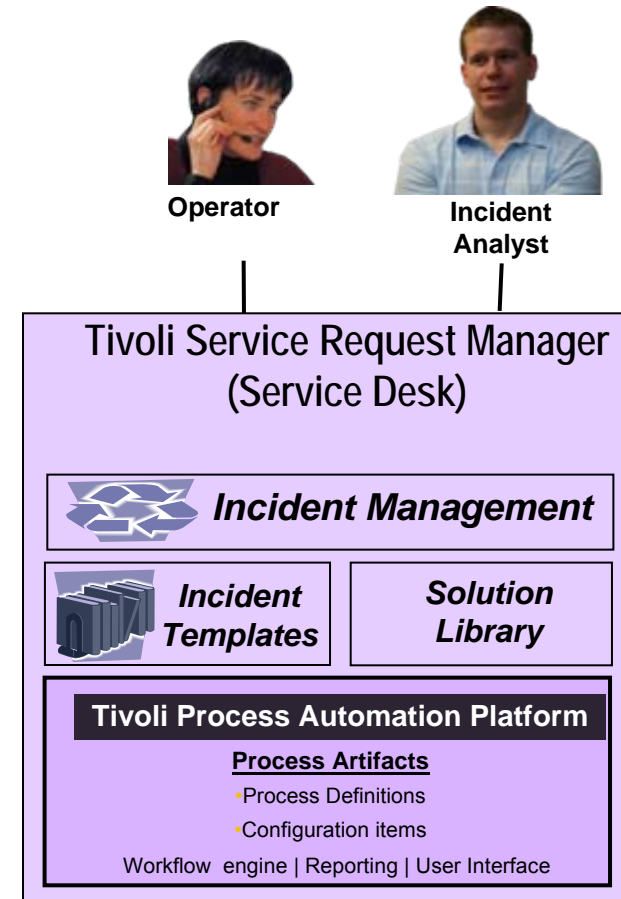 Operator
Incident
Analyst
Tivoli Service Request Manager
(Service Desk)
Incident Management
Incident
Templates
Solution
Library
Tivoli Process Automation Platform
Process Artifacts
•Process Definitions
•Configuration items
Workflow engine | Reporting | User Interface